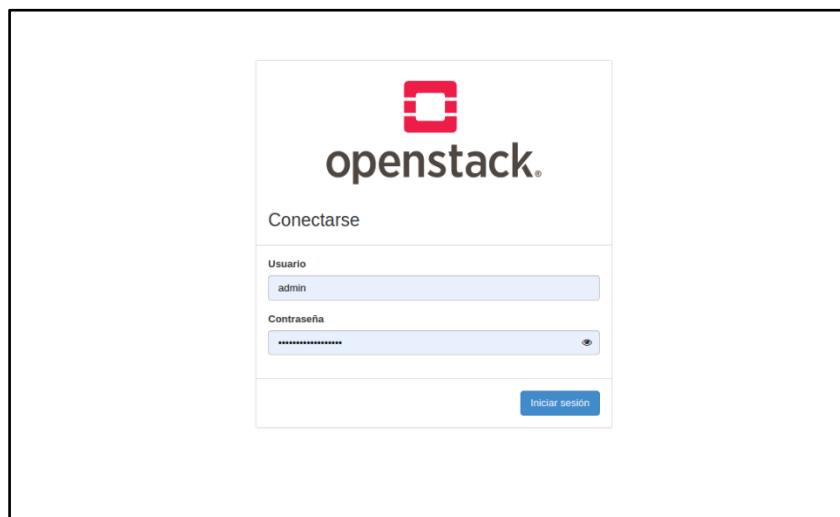 openstack®
Conectarse
Usuario
admin
Contraseña
••••••••••••••••••
Iniciar sesión